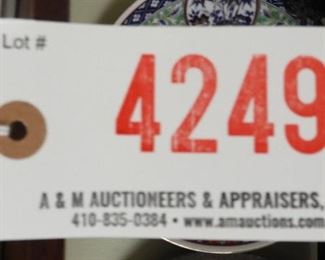 Lot #
4249
A & M AUCTIONEERS & APPRAISERS,
410-835-0384 • www.amauctions.com